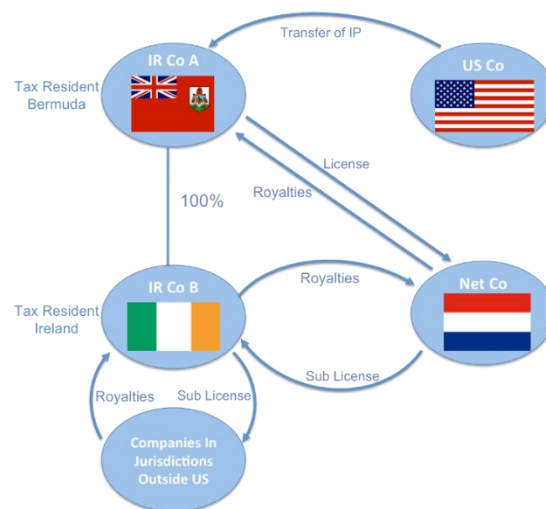 Transfer of IP
IR Co A
US Co
Tax Resident
Bermuda
License
Royalties
100%
IR Co B
Royalties
Net Co
Tax Resident
Ireland
Sub License
Royalties
Sub License
Companies In
Jurisdictions
Outside US